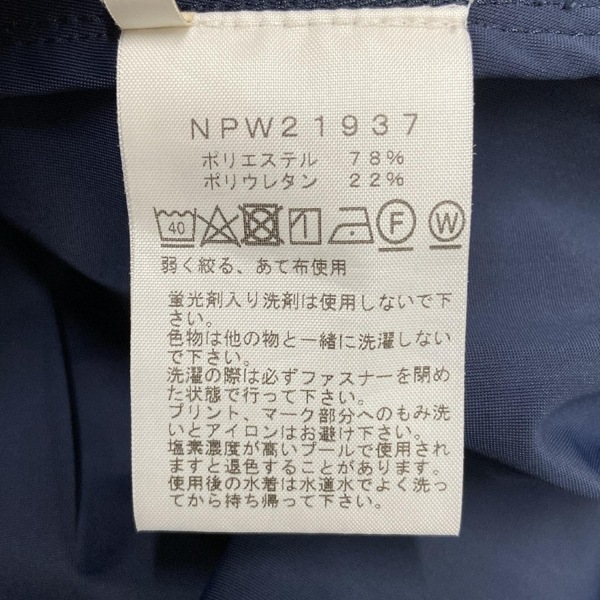 NPW21937
ポリエステル 78%
ポリウレタン 22%
40 F W
弱く絞る、あて布使用
蛍光剤入り洗剤は使用しないで下
さい。
色物は他の物と一緒に洗濯しない
で下さい。
洗濯の際は必ずファスナーを閉め
た状態で行って下さい。
プリント、マーク部分へのもみ洗
いとアイロンはお避け下さい。
塩素濃度が高いプールで使用され
ますと退色することがあります。
使用後の水着は水道水でよく洗っ
てから持ち帰って下さい。